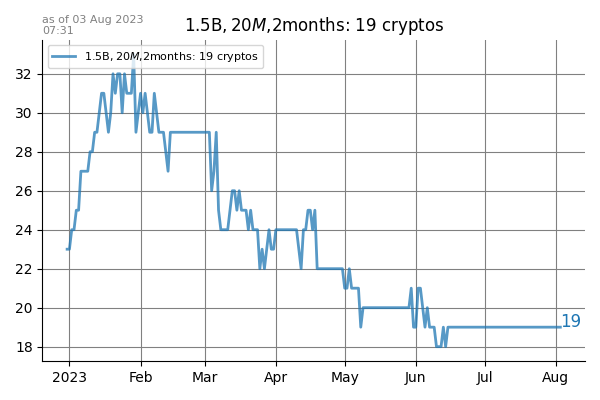 as of 03 Aug 2023
07:31
1.5B, 20M,2months: 19 cryptos
1.5B, 20M,2months: 19 cryptos
32
30
28
26
24
22
20
18
19
2023 Feb Mar Apr May Jun Jul Aug